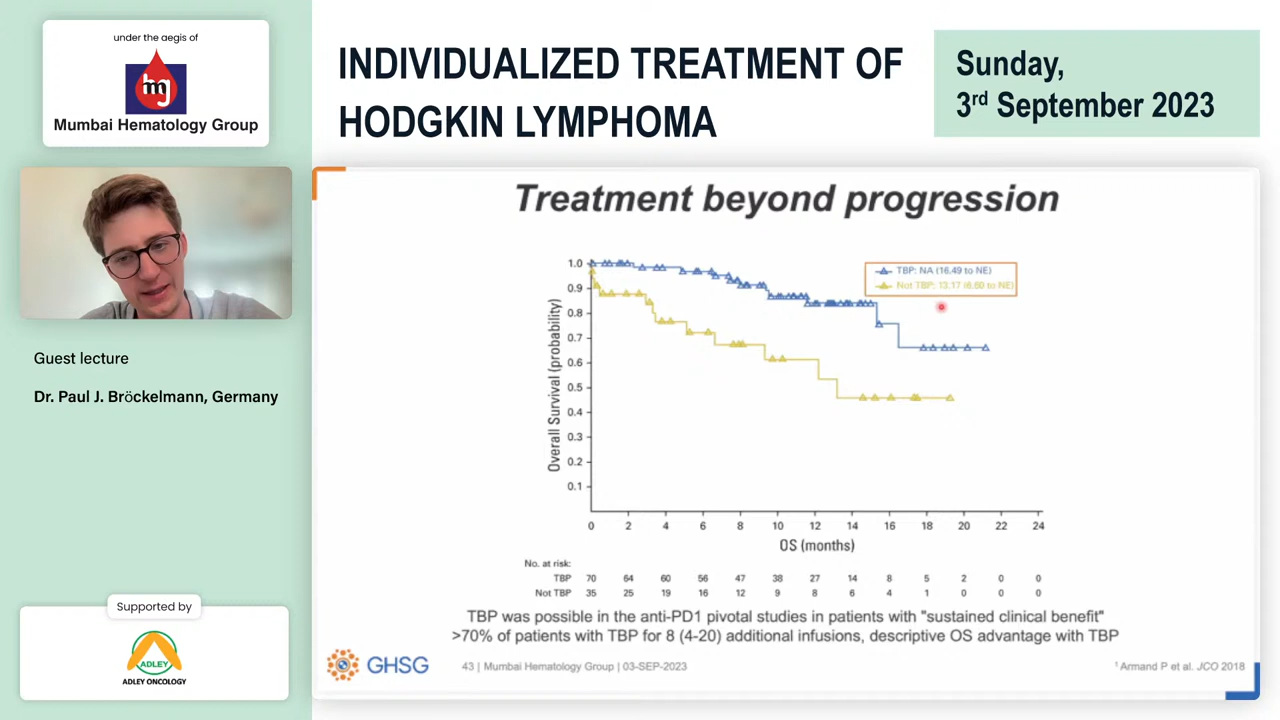 under the aegis of
mg
Mumbai Hematology Group
INDIVIDUALIZED TREATMENT OF
HODGKIN LYMPHOMA
Sunday,
3rd September 2023
Guest lecture
Dr. Paul J. Bröckelmann, Germany
Supported by
ADLEY
ADLEY ONCOLOGY
Treatment beyond progression
TBP: NA (16.49 to NE)
Not TBP: 13.17 (6.60 to NE)
Overall Survival (probability)
1.0
0.9
0.8
0.7
0.6
0.5
0.4
0.3
0.2
0.1
0 2 4 6 8 10 12 14 16 18 20 22 24
OS (months)
No. at risk:
TBP 70 64 60 56 47 38 27 14 8 5 2 0 0
Not TBP 35 25 19 16 12 9 8 6 4 1 0 0 0
TBP was possible in the anti-PD1 pivotal studies in patients with "sustained clinical benefit"
>70% of patients with TBP for 8 (4-20) additional infusions, descriptive OS advantage with TBP
GHSG
43 | Mumbai Hematology Group | 03-SEP-2023
1 Armand P et al. JCO 2018